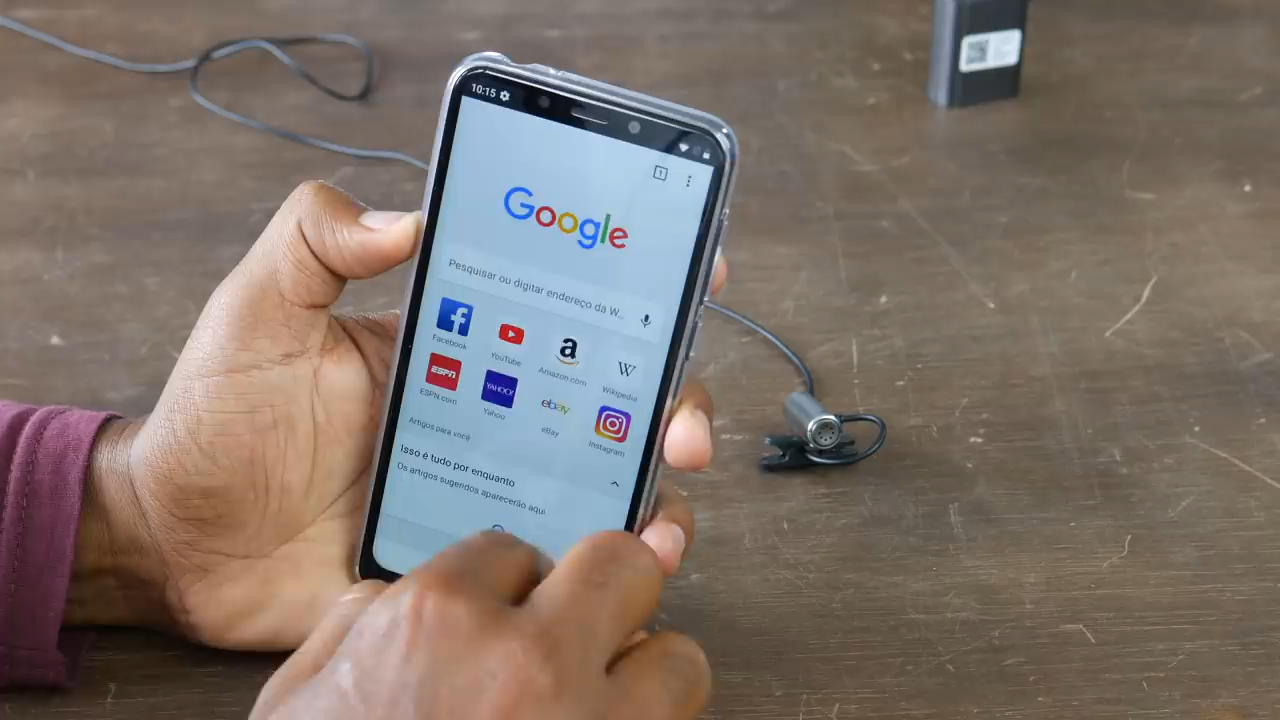 10:15
1
Google
Pesquisar ou digitar endereço da W...
f
a
W
Facebook
YouTube
Amazon.com
Wikipedia
ESPN
YAHOO!
ebay
ESPN.com
Yahoo
eBay
Instagram
Artigos para você
Isso é tudo por enquanto
Os artigos sugeridos aparecerão aqui